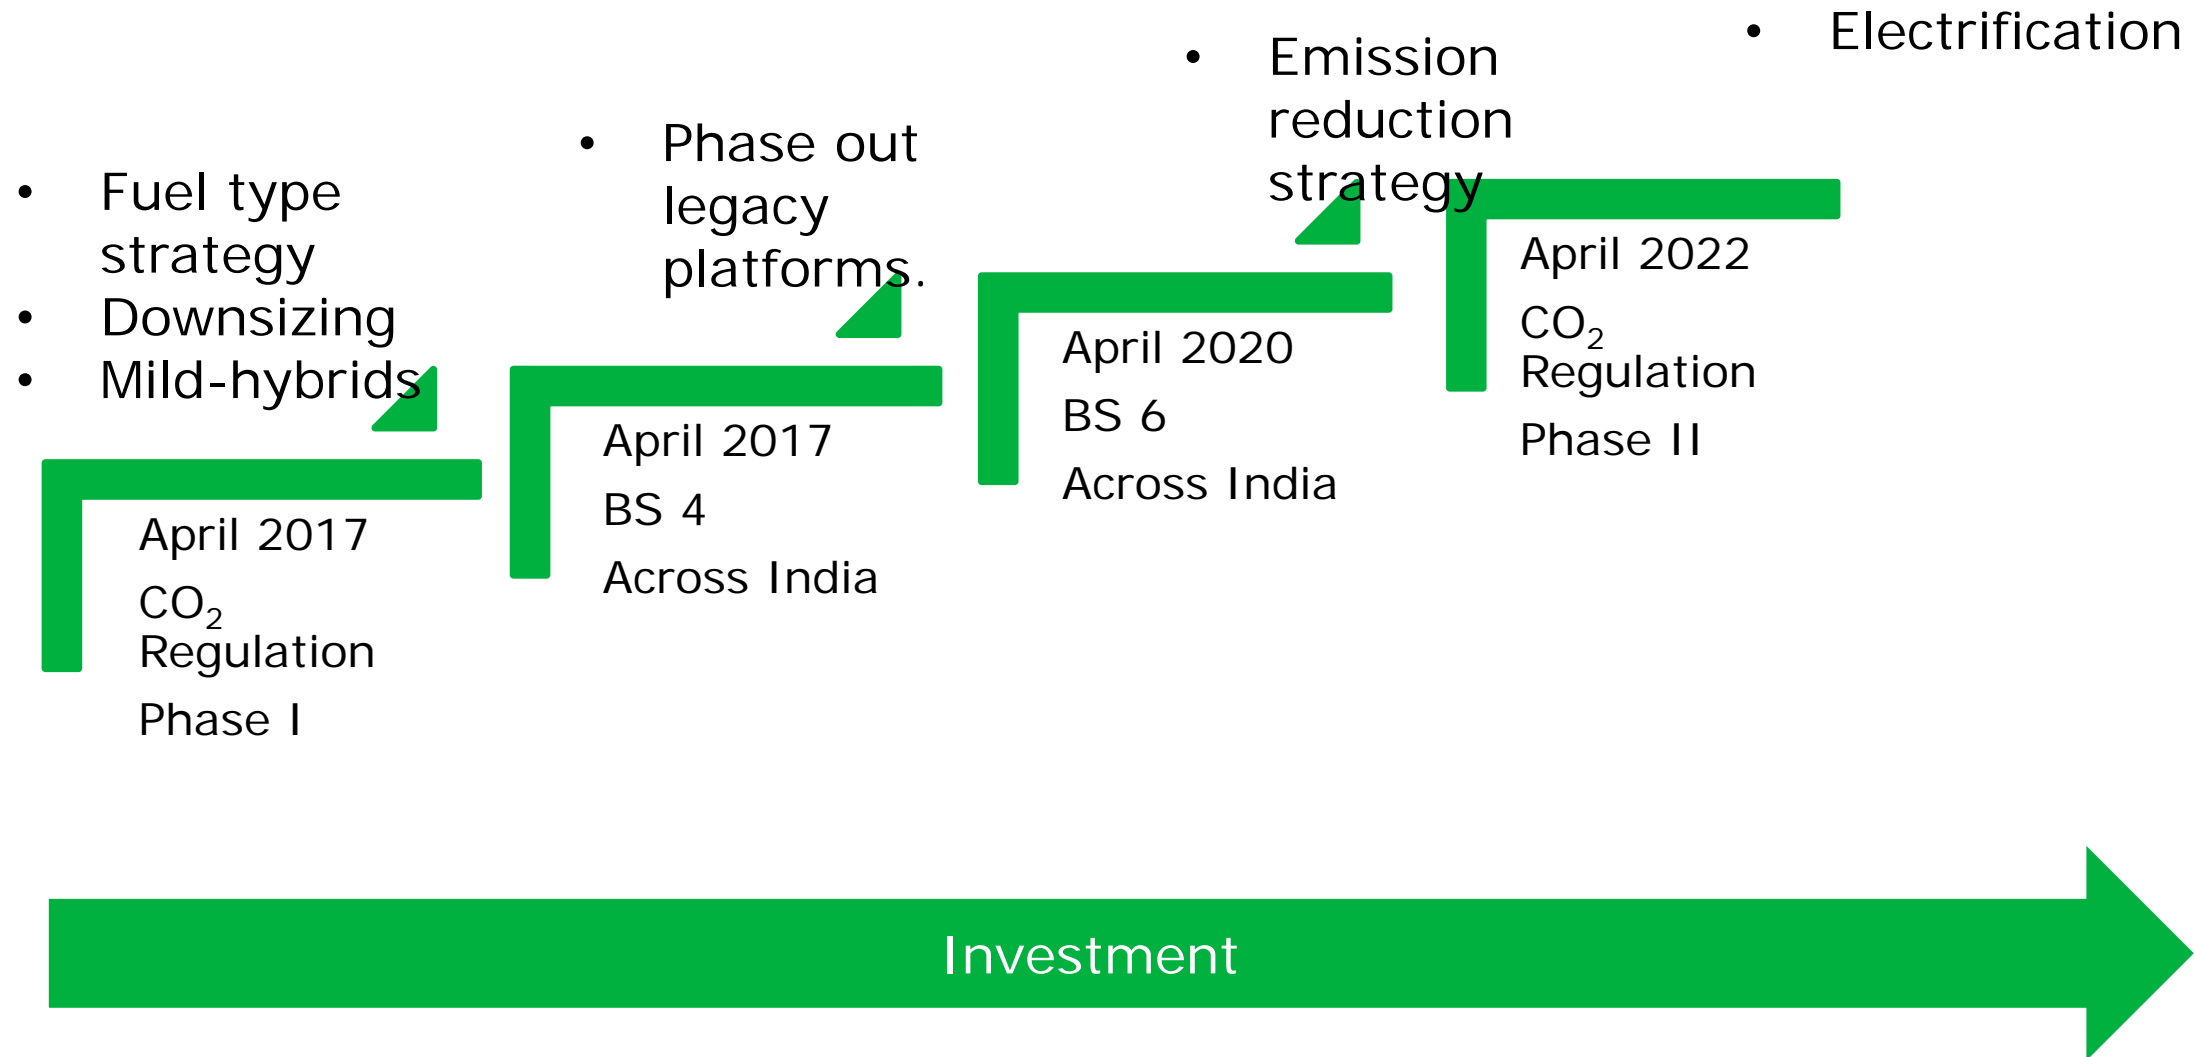 • Fuel type
strategy
• Downsizing
• Mild-hybrids
April 2017
CO₂
Regulation
Phase I
• Phase out
legacy
platforms.
April 2017
BS 4
Across India
• Emission
reduction
strategy
April 2020
BS 6
Across India
• Electrification
April 2022
CO₂
Regulation
Phase II
Investment